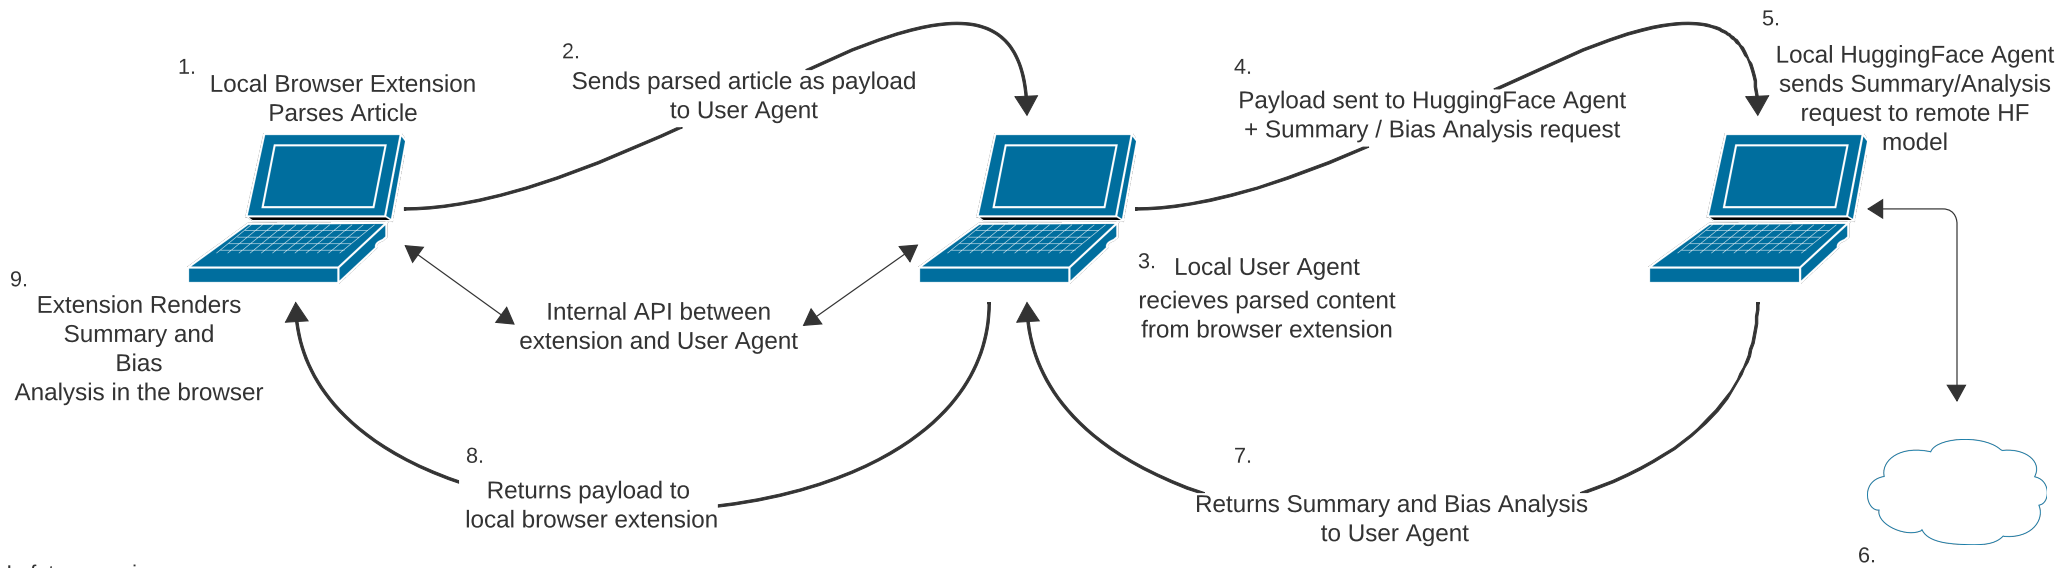 1.
Local Browser Extension
Parses Article
2.
Sends parsed article as payload
to User Agent
4.
Payload sent to HuggingFace Agent
+ Summary / Bias Analysis request
5.
Local HuggingFace Agent
sends Summary/Analysis
request to remote HF
model
3.
Local User Agent
recieves parsed content
from browser extension
Internal API between
extension and User Agent
9.
Extension Renders
Summary and
Bias
Analysis in the browser
8.
Returns payload to
local browser extension
7.
Returns Summary and Bias Analysis
to User Agent
6.